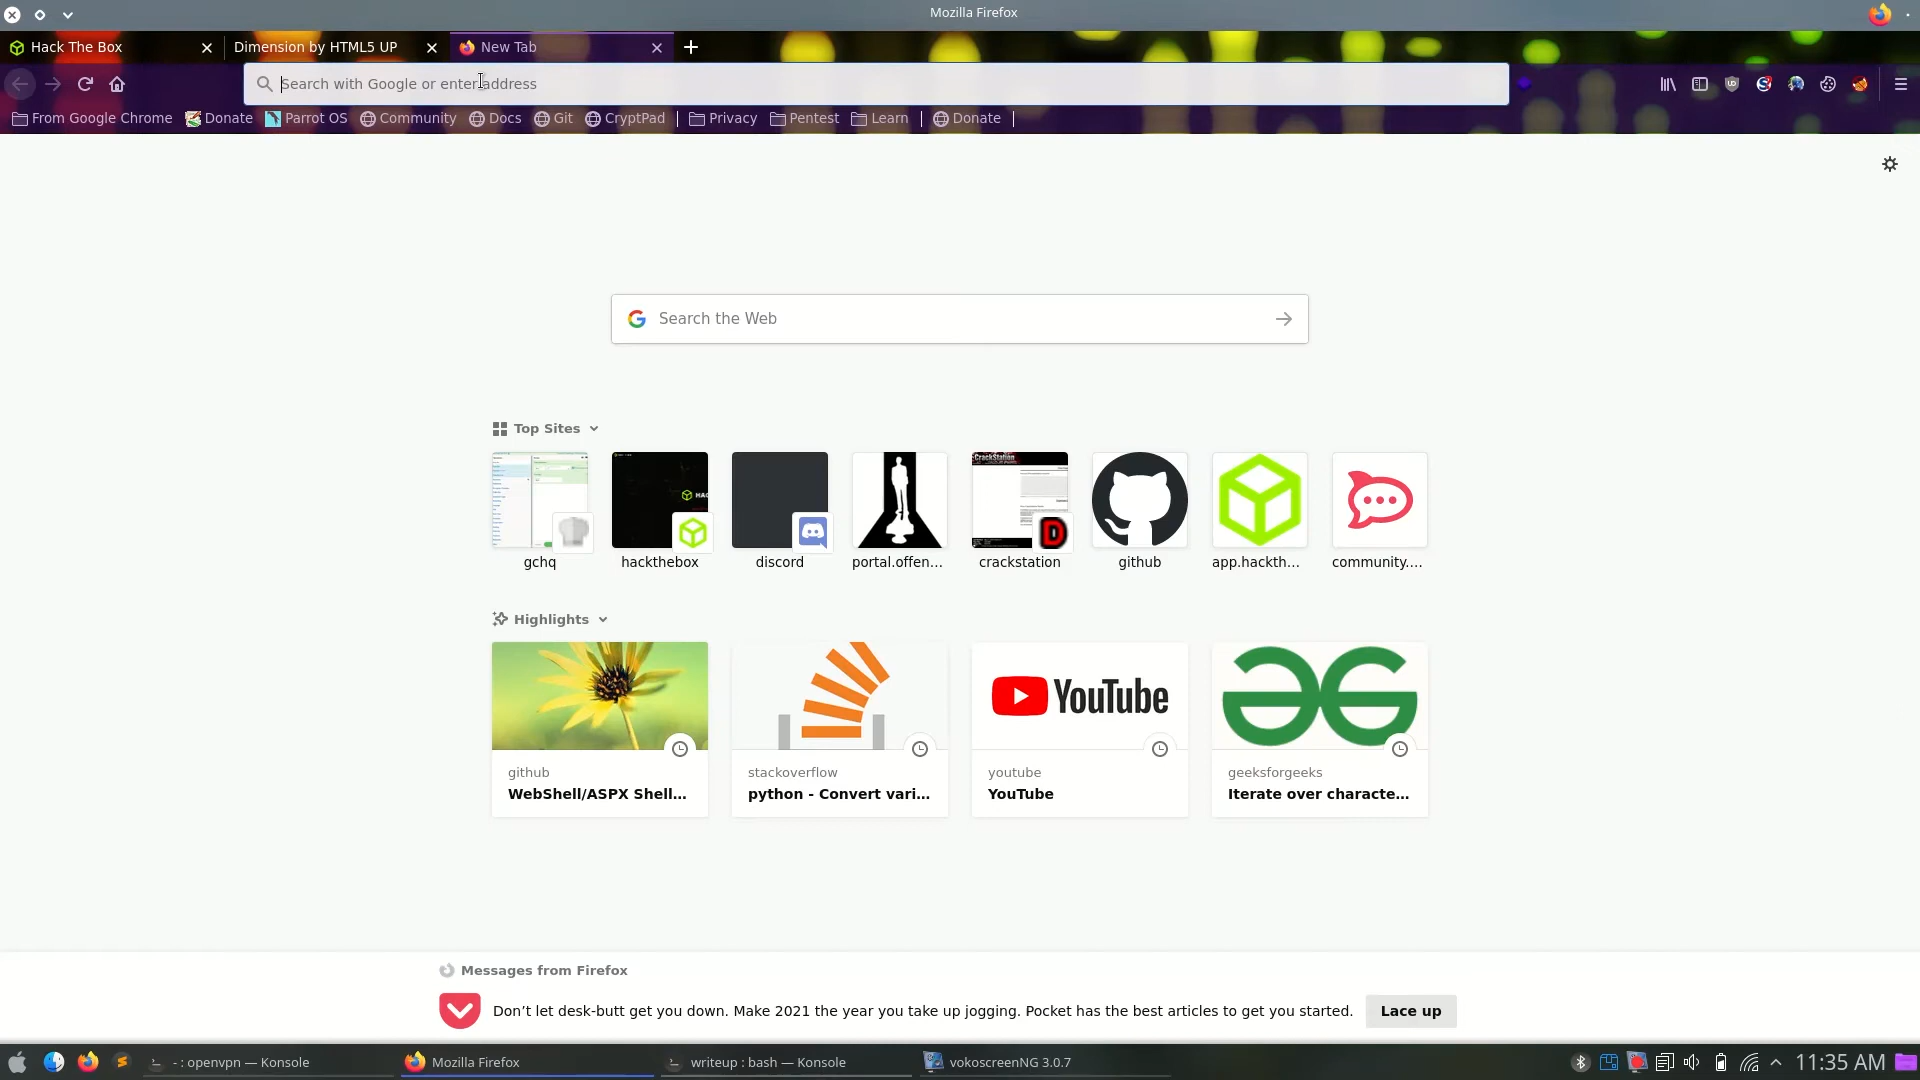 Mozilla Firefox
Hack The Box
Dimension by HTML5 UP
New Tab
Search with Google or enter address
From Google Chrome
Donate
Parrot OS
Community
Docs
Git
CryptPad
Privacy
Pentest
Learn
Donate
Search the Web
Top Sites
gchq
hackthebox
discord
portal.offen...
CrackStation
crackstation
github
app.hackth...
community....
Highlights
github
WebShell/ASPX Shell...
stackoverflow
python - Convert vari...
YouTube
youtube
YouTube
geeksforgeeks
Iterate over characte...
Messages from Firefox
Don’t let desk-butt get you down. Make 2021 the year you take up jogging. Pocket has the best articles to get you started.
Lace up
- : openvpn — Konsole
Mozilla Firefox
writeup : bash — Konsole
vokoscreenNG 3.0.7
11:35 AM